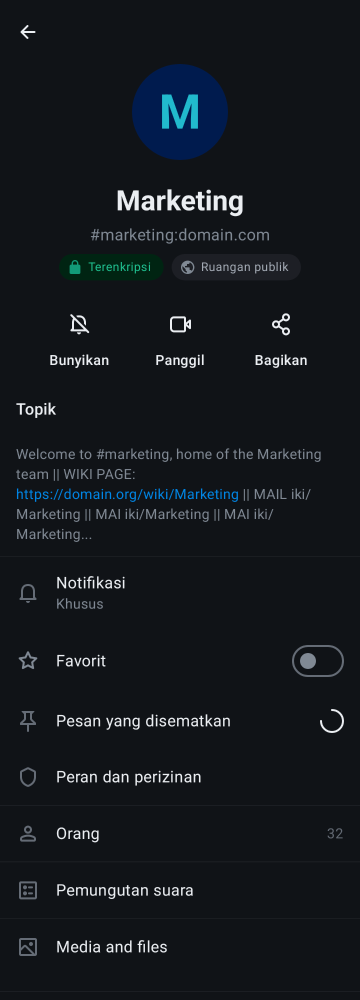 M
Marketing
#marketing:domain.com
Terenkripsi
Ruangan publik
Bunyikan
Panggil
Bagikan
Topik
Welcome to #marketing, home of the Marketing
team || WIKI PAGE:
https://domain.org/wiki/Marketing || MAIL iki/
Marketing || MAI iki/Marketing || MAI iki/
Marketing...
Notifikasi
Khusus
Favorit
Pesan yang disematkan
Peran dan perizinan
Orang 32
Pemungutan suara
Media and files